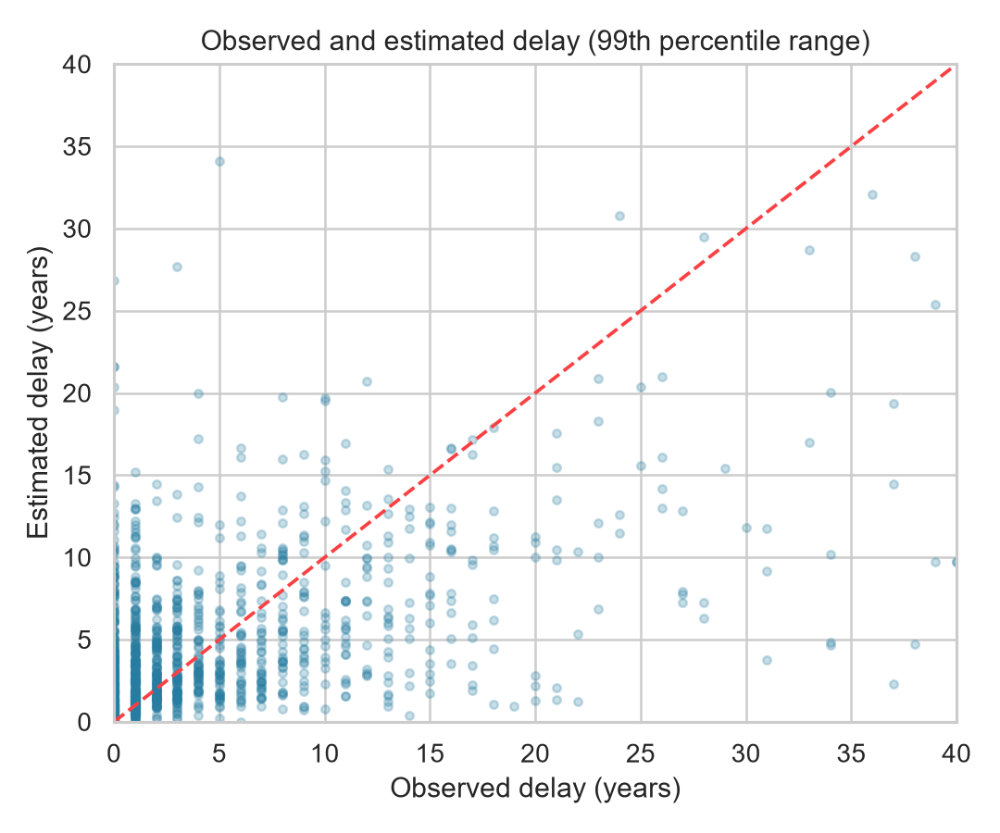 Observed and estimated delay (99th percentile range)
40
35
30
25
20
15
10
5
0
Estimated delay (years)
0 5 10 15 20 25 30 35 40
Observed delay (years)